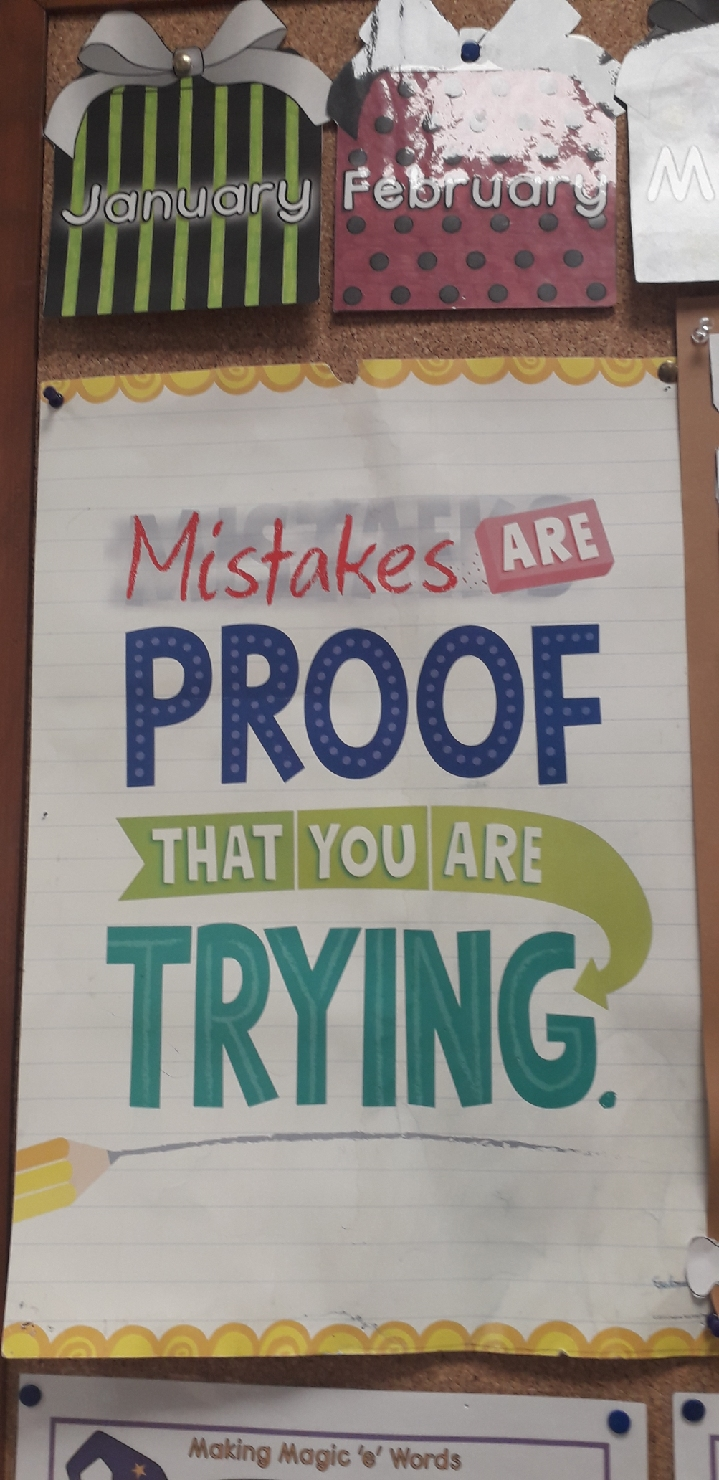 January
February
M
Mistakes ARE
PROOF
THAT YOU ARE
TRYING.
Making Magic 'e' Words